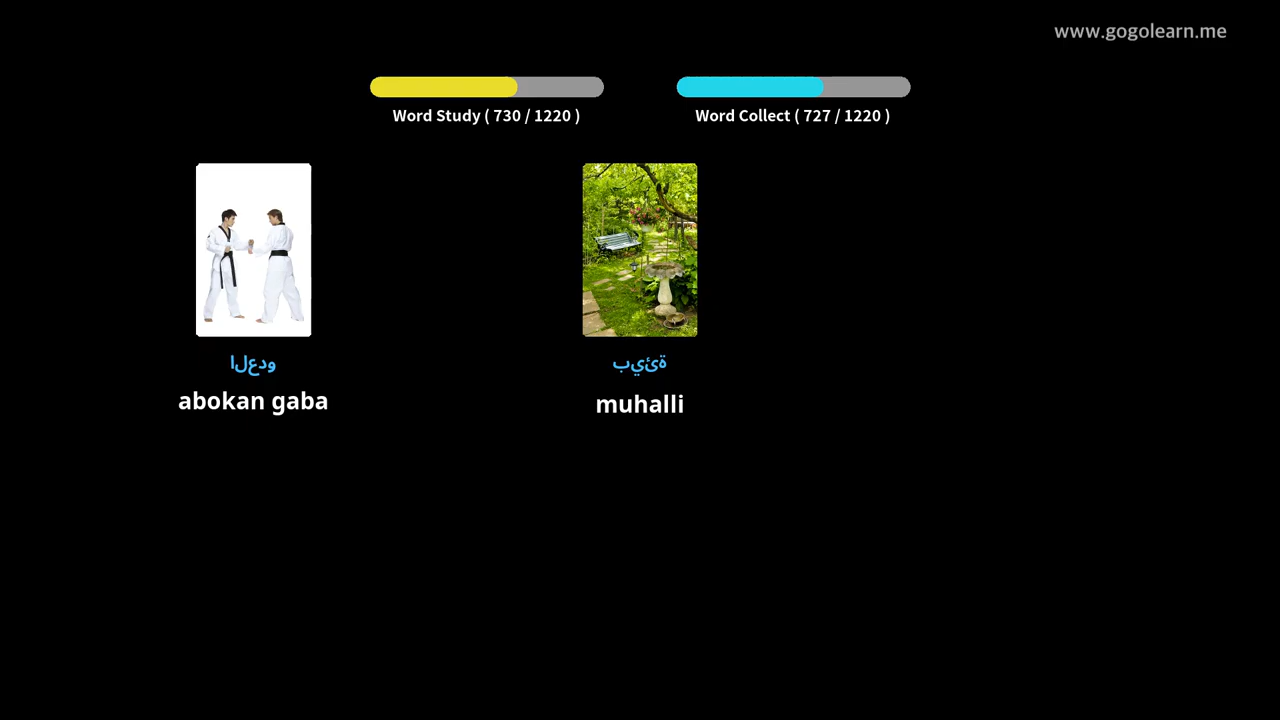 www.gogolearn.me
Word Study ( 730 / 1220 )
Word Collect ( 727 / 1220 )
العدو
abokan gaba
بيئة
muhalli